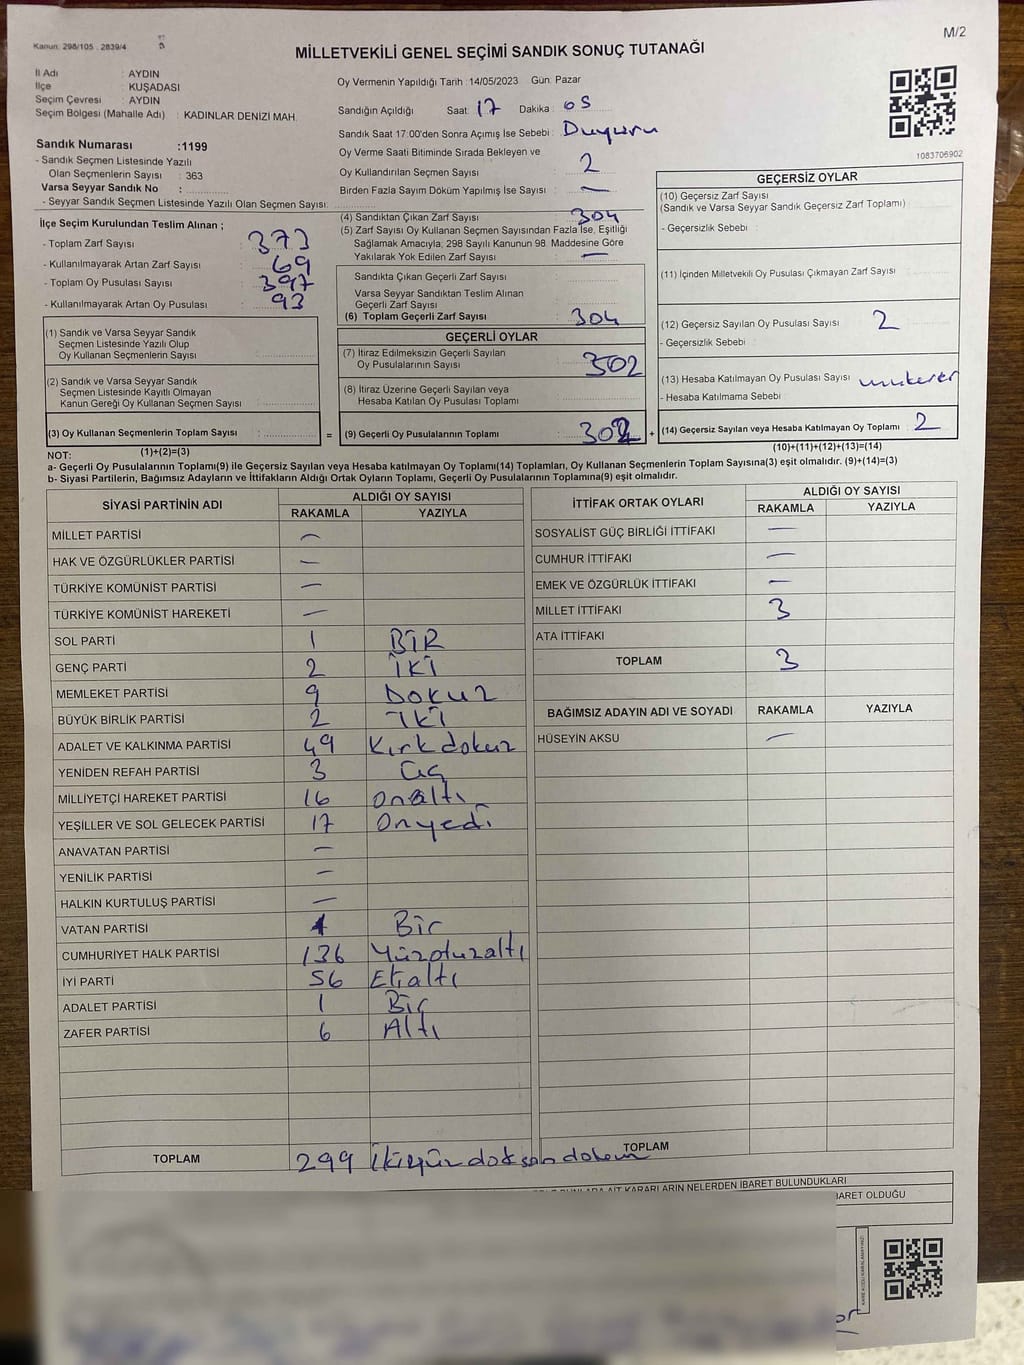 Kanun: 298/105 . 2839/4
M/2
MİLLETVEKİLİ GENEL SEÇİMİ SANDIK SONUÇ TUTANAĞI
İl Adı : AYDIN
İlçe : KUŞADASI
Seçim Çevresi : AYDIN
Seçim Bölgesi (Mahalle Adı) : KADINLAR DENİZİ MAH.
Sandık Numarası :1199
- Sandık Seçmen Listesinde Yazılı
Olan Seçmenlerin Sayısı : 363
Varsa Seyyar Sandık No :
- Seyyar Sandık Seçmen Listesinde Yazılı Olan Seçmen Sayısı:
Oy Vermenin Yapıldığı Tarih : 14/05/2023 Gün: Pazar
Sandığın Açıldığı Saat: 17 Dakika : 05
Sandık Saat 17:00'den Sonra Açımış İse Sebebi : Duyuru
Oy Verme Saati Bitiminde Sırada Bekleyen ve
Oy Kullandırılan Seçmen Sayısı : 2
Birden Fazla Sayım Döküm Yapılmış İse Sayısı : —
1083706902
İlçe Seçim Kurulundan Teslim Alınan ;
- Toplam Zarf Sayısı : 373
- Kullanılmayarak Artan Zarf Sayısı : 69
- Toplam Oy Pusulası Sayısı : 397
- Kullanılmayarak Artan Oy Pusulası : 93
(1) Sandık ve Varsa Seyyar Sandık
Seçmen Listesinde Yazılı Olup
Oy Kullanan Seçmenlerin Sayısı :
(2) Sandık ve Varsa Seyyar Sandık
Seçmen Listesinde Kayıtlı Olmayan
Kanun Gereği Oy Kullanan Seçmen Sayısı :
(3) Oy Kullanan Seçmenlerin Toplam Sayısı : =
(1)+(2)=(3)
(4) Sandıktan Çıkan Zarf Sayısı : 304
(5) Zarf Sayısı Oy Kullanan Seçmen Sayısından Fazla İse, Eşitliği
Sağlamak Amacıyla; 298 Sayılı Kanunun 98. Maddesine Göre
Yakılarak Yok Edilen Zarf Sayısı : —
Sandıkta Çıkan Geçerli Zarf Sayısı :
Varsa Seyyar Sandıktan Teslim Alınan
Geçerli Zarf Sayısı :
(6) Toplam Geçerli Zarf Sayısı : 304
GEÇERLİ OYLAR
(7) İtiraz Edilmeksizin Geçerli Sayılan
Oy Pusulalarının Sayısı : 302
(8) İtiraz Üzerine Geçerli Sayılan veya
Hesaba Katılan Oy Pusulası Toplamı :
(9) Geçerli Oy Pusulalarının Toplamı : 302 +
GEÇERSİZ OYLAR
(10) Geçersiz Zarf Sayısı
(Sandık ve Varsa Seyyar Sandık Geçersiz Zarf Toplamı) :
- Geçersizlik Sebebi :
(11) İçinden Milletvekili Oy Pusulası Çıkmayan Zarf Sayısı :
(12) Geçersiz Sayılan Oy Pusulası Sayısı : 2
- Geçersizlik Sebebi :
(13) Hesaba Katılmayan Oy Pusulası Sayısı :
- Hesaba Katılmama Sebebi :
(14) Geçersiz Sayılan veya Hesaba Katılmayan Oy Toplamı : 2
(10)+(11)+(12)+(13)=(14)
NOT:
a- Geçerli Oy Pusulalarının Toplamı(9) ile Geçersiz Sayılan veya Hesaba katılmayan Oy Toplamı(14) Toplamları, Oy Kullanan Seçmenlerin Toplam Sayısına(3) eşit olmalıdır. (9)+(14)=(3)
b- Siyasi Partilerin, Bağımsız Adayların ve İttifakların Aldığı Ortak Oyların Toplamı, Geçerli Oy Pusulalarının Toplamına(9) eşit olmalıdır.
SİYASİ PARTİNİN ADI ALDIĞI OY SAYISI
RAKAMLA YAZIYLA
MİLLET PARTİSİ —
HAK VE ÖZGÜRLÜKLER PARTİSİ —
TÜRKİYE KOMÜNİST PARTİSİ —
TÜRKİYE KOMÜNİST HAREKETİ —
SOL PARTİ 1 BİR
GENÇ PARTİ 2 İKİ
MEMLEKET PARTİSİ 9 Dokuz
BÜYÜK BİRLİK PARTİSİ 2 İKİ
ADALET VE KALKINMA PARTİSİ 49 Kırkdokuz
YENİDEN REFAH PARTİSİ 3 Üç
MİLLİYETÇİ HAREKET PARTİSİ 16 Onaltı
YEŞİLLER VE SOL GELECEK PARTİSİ 17 Onyedi
ANAVATAN PARTİSİ —
YENİLİK PARTİSİ —
HALKIN KURTULUŞ PARTİSİ —
VATAN PARTİSİ 1 Bir
CUMHURİYET HALK PARTİSİ 136 Yüzotuzaltı
İYİ PARTİ 56 Elialtı
ADALET PARTİSİ 1 Bir
ZAFER PARTİSİ 6 Altı
TOPLAM 299 İkiyüz doksan dokuz
İTTİFAK ORTAK OYLARI ALDIĞI OY SAYISI
RAKAMLA YAZIYLA
SOSYALİST GÜÇ BİRLİĞİ İTTİFAKI —
CUMHUR İTTİFAKI —
EMEK VE ÖZGÜRLÜK İTTİFAKI —
MİLLET İTTİFAKI 3
ATA İTTİFAKI
TOPLAM 3
BAĞIMSIZ ADAYIN ADI VE SOYADI RAKAMLA YAZIYLA
HÜSEYİN AKSU —
TOPLAM
KARARLARIN NELERDEN İBARET BULUNDUKLARI
İBARET OLDUĞU